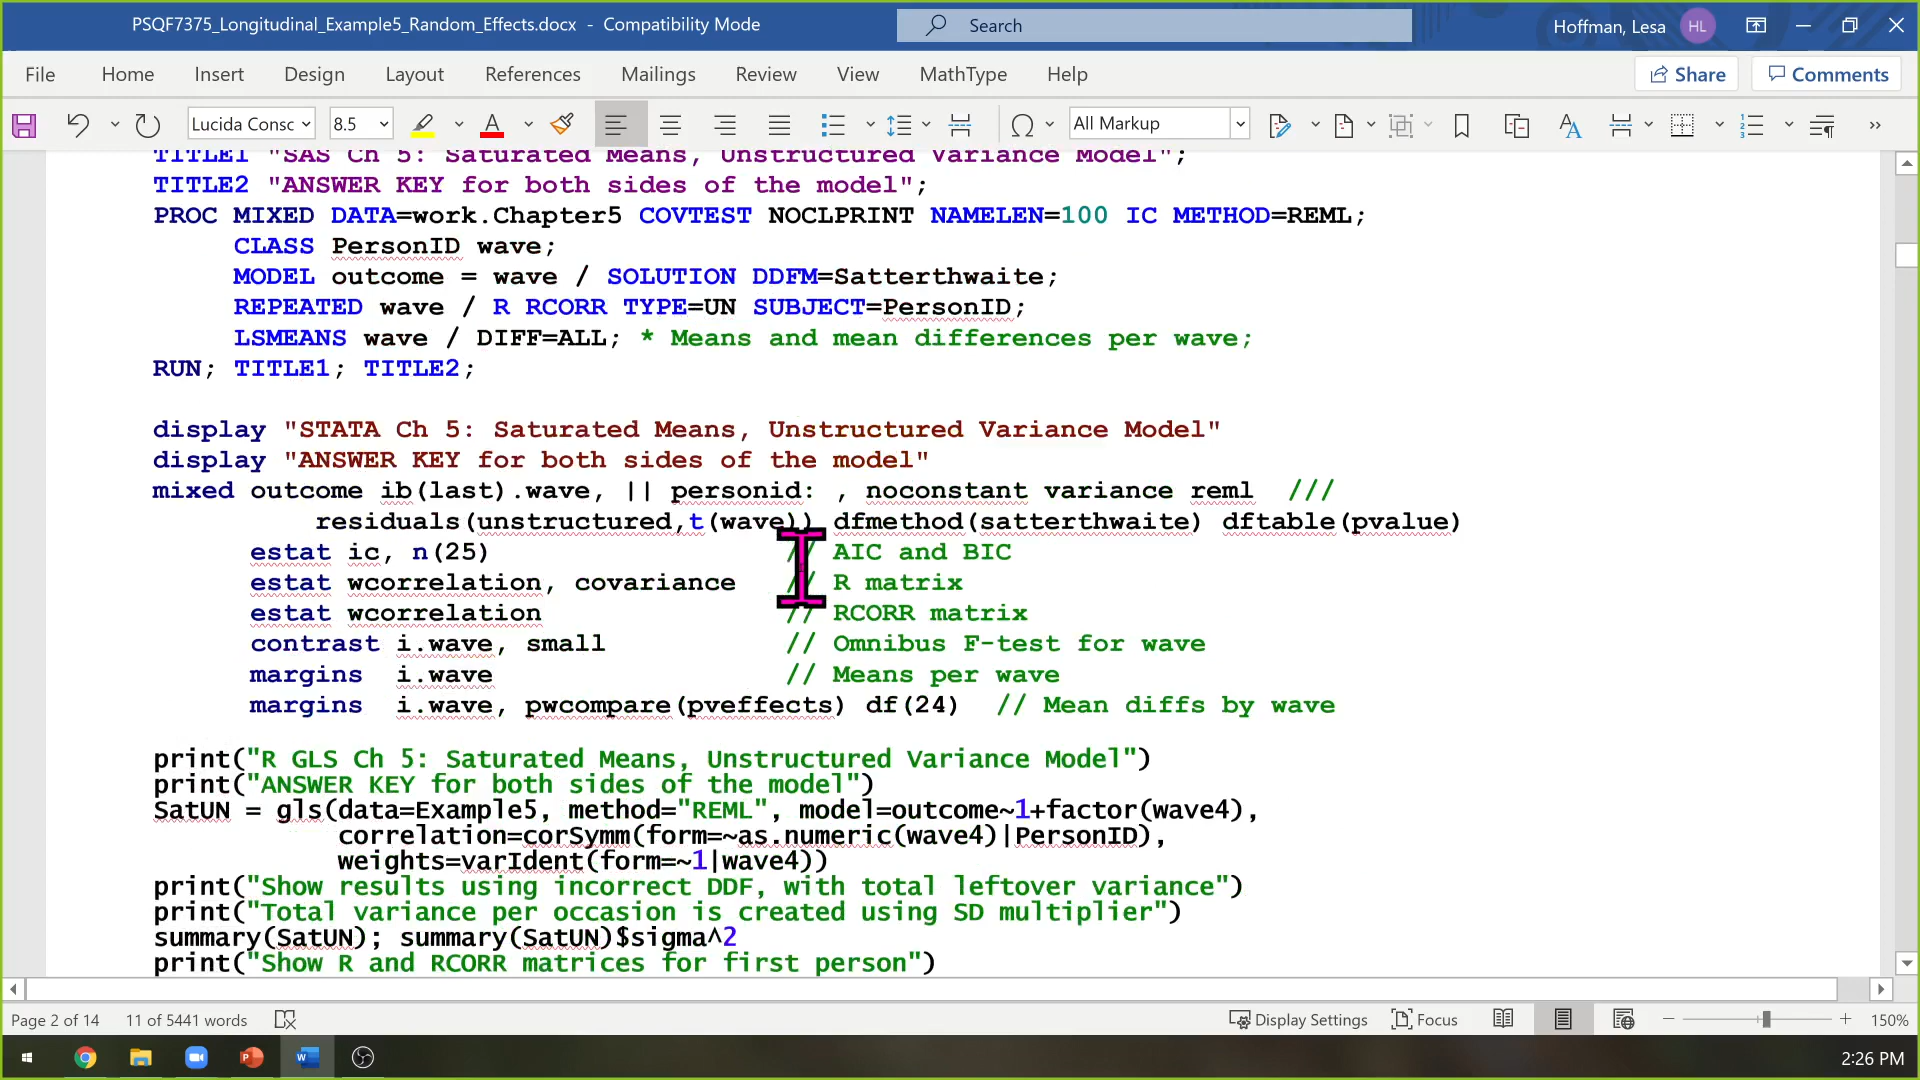 PSQF7375_Longitudinal_Example5_Random_Effects.docx - Compatibility Mode
Search
Hoffman, Lesa
HL
File Home Insert Design Layout References Mailings Review View MathType Help
Share
Comments
Lucida Consc
8.5
All Markup
TITLE1 "SAS Ch 5: Saturated Means, Unstructured Variance Model";
TITLE2 "ANSWER KEY for both sides of the model";
PROC MIXED DATA=work.Chapter5 COVTEST NOCLPRINT NAMELEN=100 IC METHOD=REML;
CLASS PersonID wave;
MODEL outcome = wave / SOLUTION DDFM=Satterthwaite;
REPEATED wave / R RCORR TYPE=UN SUBJECT=PersonID;
LSMEANS wave / DIFF=ALL; * Means and mean differences per wave;
RUN; TITLE1; TITLE2;
display "STATA Ch 5: Saturated Means, Unstructured Variance Model"
display "ANSWER KEY for both sides of the model"
mixed outcome ib(last).wave, || personid: , noconstant variance reml ///
residuals(unstructured,t(wave)) dfmethod(satterthwaite) dftable(pvalue)
estat ic, n(25) // AIC and BIC
estat wcorrelation, covariance // R matrix
estat wcorrelation // RCORR matrix
contrast i.wave, small // Omnibus F-test for wave
margins i.wave // Means per wave
margins i.wave, pwcompare(pveffects) df(24) // Mean diffs by wave
print("R GLS Ch 5: Saturated Means, Unstructured Variance Model")
print("ANSWER KEY for both sides of the model")
SatUN = gls(data=Example5, method="REML", model=outcome~1+factor(wave4),
correlation=corSymm(form=~as.numeric(wave4)|PersonID),
weights=varIdent(form=~1|wave4))
print("Show results using incorrect DDF, with total leftover variance")
print("Total variance per occasion is created using SD multiplier")
summary(SatUN); summary(SatUN)$sigma^2
print("Show R and RCORR matrices for first person")
Page 2 of 14 11 of 5441 words
Display Settings
Focus
150%
2:26 PM